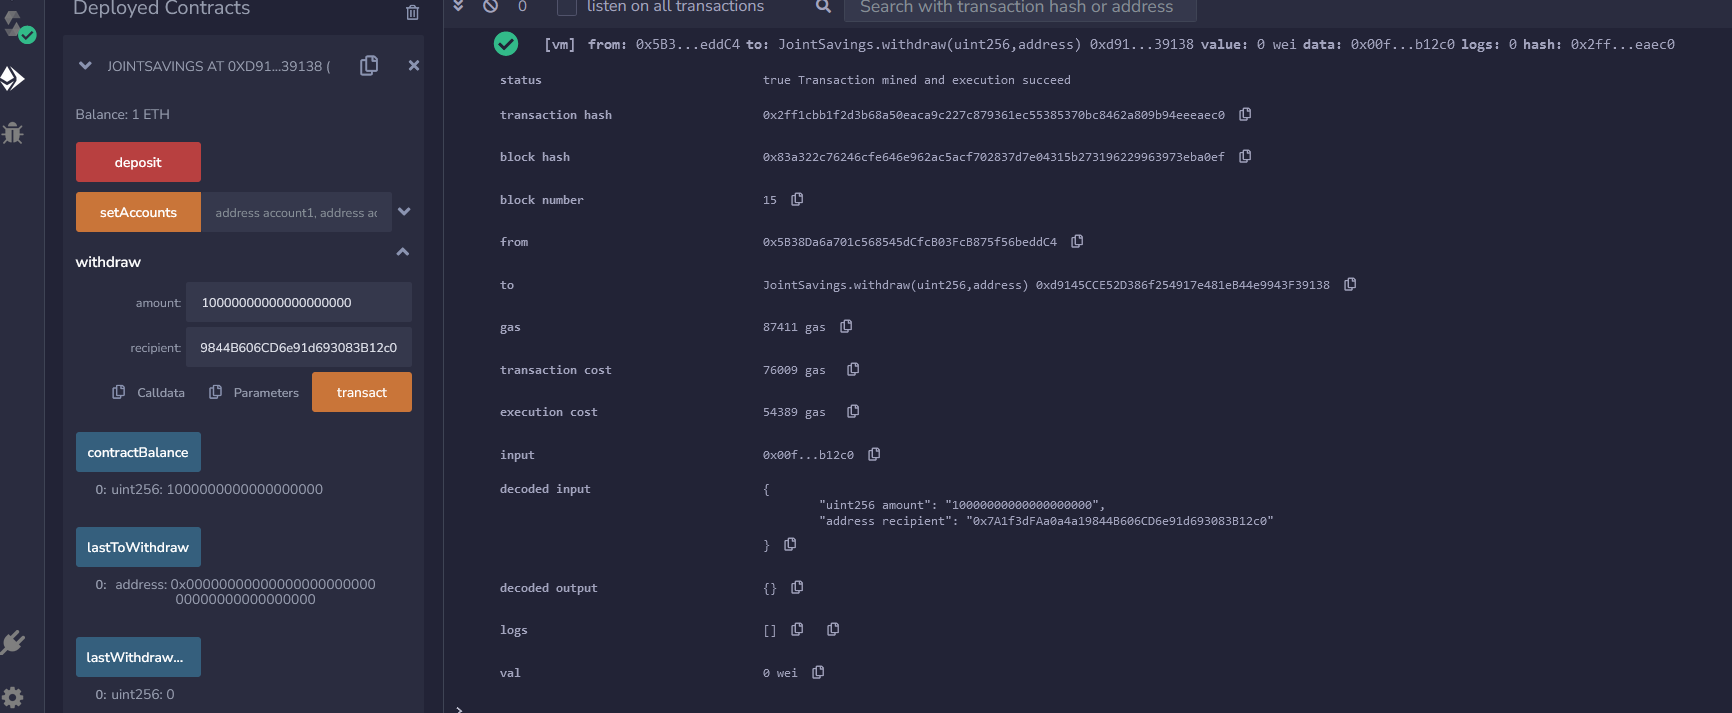 Deployed Contracts
JOINTSAVINGS AT 0XD91...39138 (
Balance: 1 ETH
deposit
setAccounts
address account1, address ac
withdraw
amount:
10000000000000000000
recipient:
9844B606CD6e91d693083B12c0
Calldata
Parameters
transact
contractBalance
0: uint256: 1000000000000000000
lastToWithdraw
0: address: 0x00000000000000000000000
00000000000000000
lastWithdraw...
0: uint256: 0
0
listen on all transactions
Search with transaction hash or address
[vm] from: 0x5B3...eddC4 to: JointSavings.withdraw(uint256,address) 0xd91...39138 value: 0 wei data: 0x00f...b12c0 logs: 0 hash: 0x2ff...eaec0
status true Transaction mined and execution succeed
transaction hash 0x2ff1cbb1f2d3b68a50eaca9c227c879361ec55385370bc8462a809b94eeeaec0
block hash 0x83a322c76246cfe646e962ac5acf702837d7e04315b273196229963973eba0ef
block number 15
from 0x5B38Da6a701c568545dCfcB03FcB875f56beddC4
to JointSavings.withdraw(uint256,address) 0xd9145CCE52D386f254917e481eB44e9943F39138
gas 87411 gas
transaction cost 76009 gas
execution cost 54389 gas
input 0x00f...b12c0
decoded input {
"uint256 amount": "10000000000000000000",
"address recipient": "0x7A1f3dFAa0a4a19844B606CD6e91d693083B12c0"
}
decoded output {}
logs []
val 0 wei
>